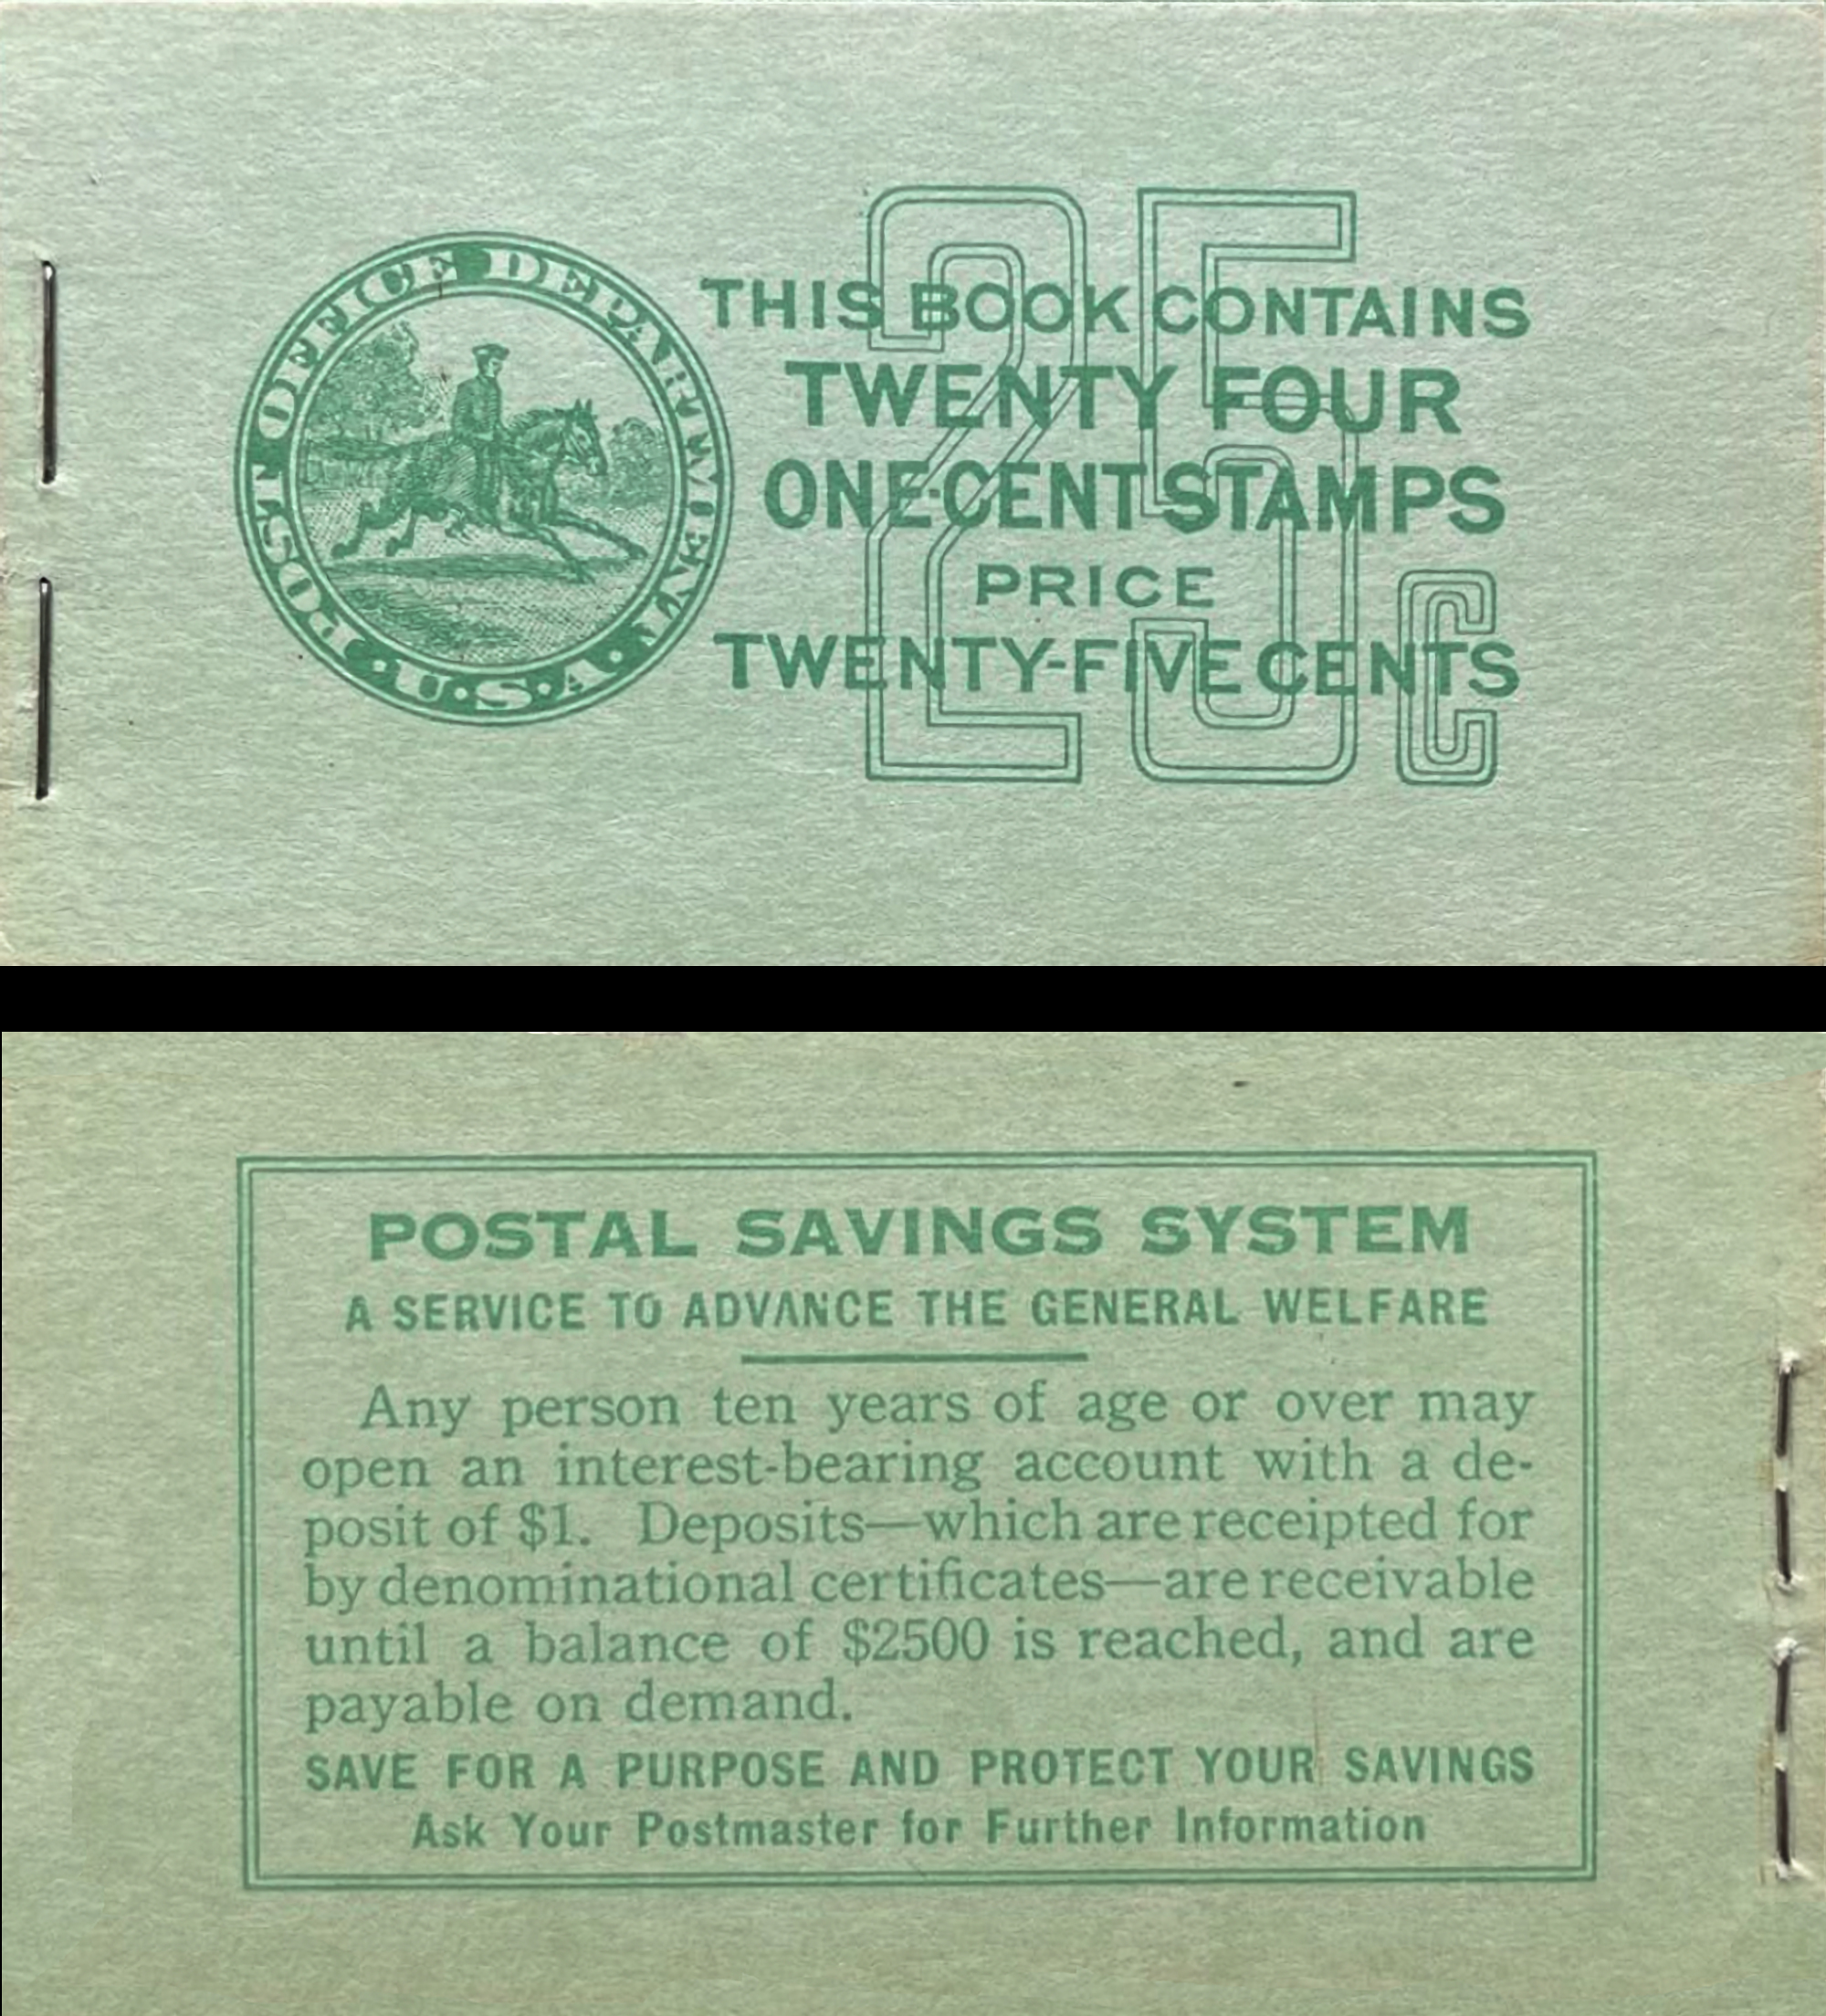 POST OFFICE DEPARTMENT
U.S.A.
25c
THIS BOOK CONTAINS
TWENTY FOUR
ONE-CENT STAMPS
PRICE
TWENTY-FIVE CENTS
POSTAL SAVINGS SYSTEM
A SERVICE TO ADVANCE THE GENERAL WELFARE
Any person ten years of age or over may
open an interest-bearing account with a de-
posit of $1. Deposits—which are receipted for
by denominational certificates—are receivable
until a balance of $2500 is reached, and are
payable on demand.
SAVE FOR A PURPOSE AND PROTECT YOUR SAVINGS
Ask Your Postmaster for Further Information